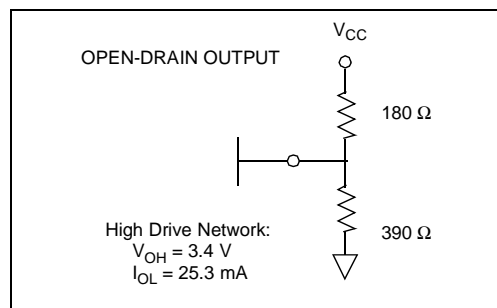 V_CC
OPEN-DRAIN OUTPUT
180 Ω
390 Ω
High Drive Network:
V_OH = 3.4 V
I_OL = 25.3 mA